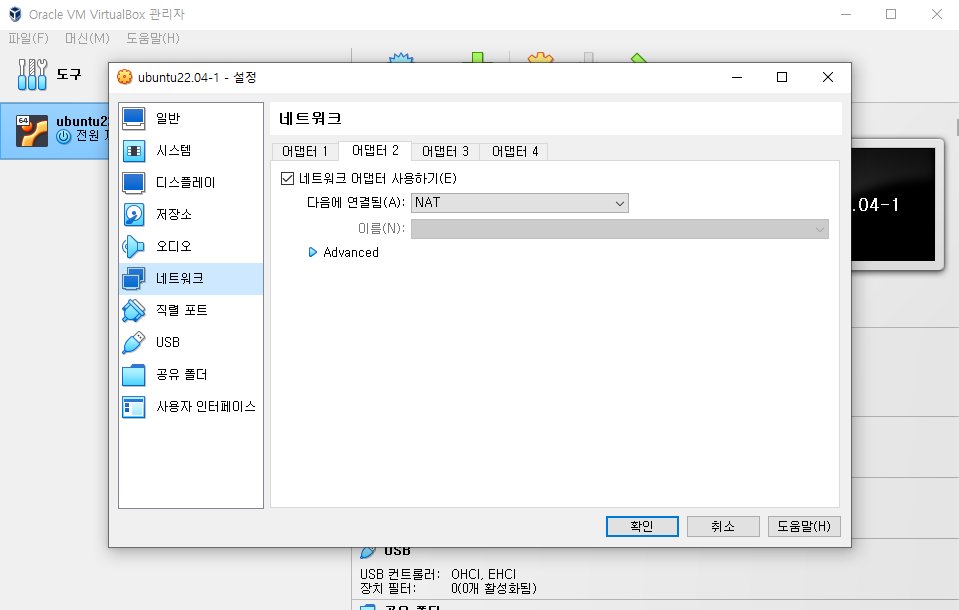 Oracle VM VirtualBox 관리자
파일(F) 머신(M) 도움말(H)
도구
64
ubuntu2
전원
ubuntu22.04-1 - 설정
일반
시스템
디스플레이
저장소
오디오
네트워크
직렬 포트
USB
공유 폴더
사용자 인터페이스
네트워크
어댑터 1 어댑터 2 어댑터 3 어댑터 4
네트워크 어댑터 사용하기(E)
다음에 연결됨(A): NAT
이름(N):
Advanced
확인 취소 도움말(H)
.04-1
USB
USB 컨트롤러: OHCI, EHCI
장치 필터: 0(0개 활성화됨)
공유 폴더